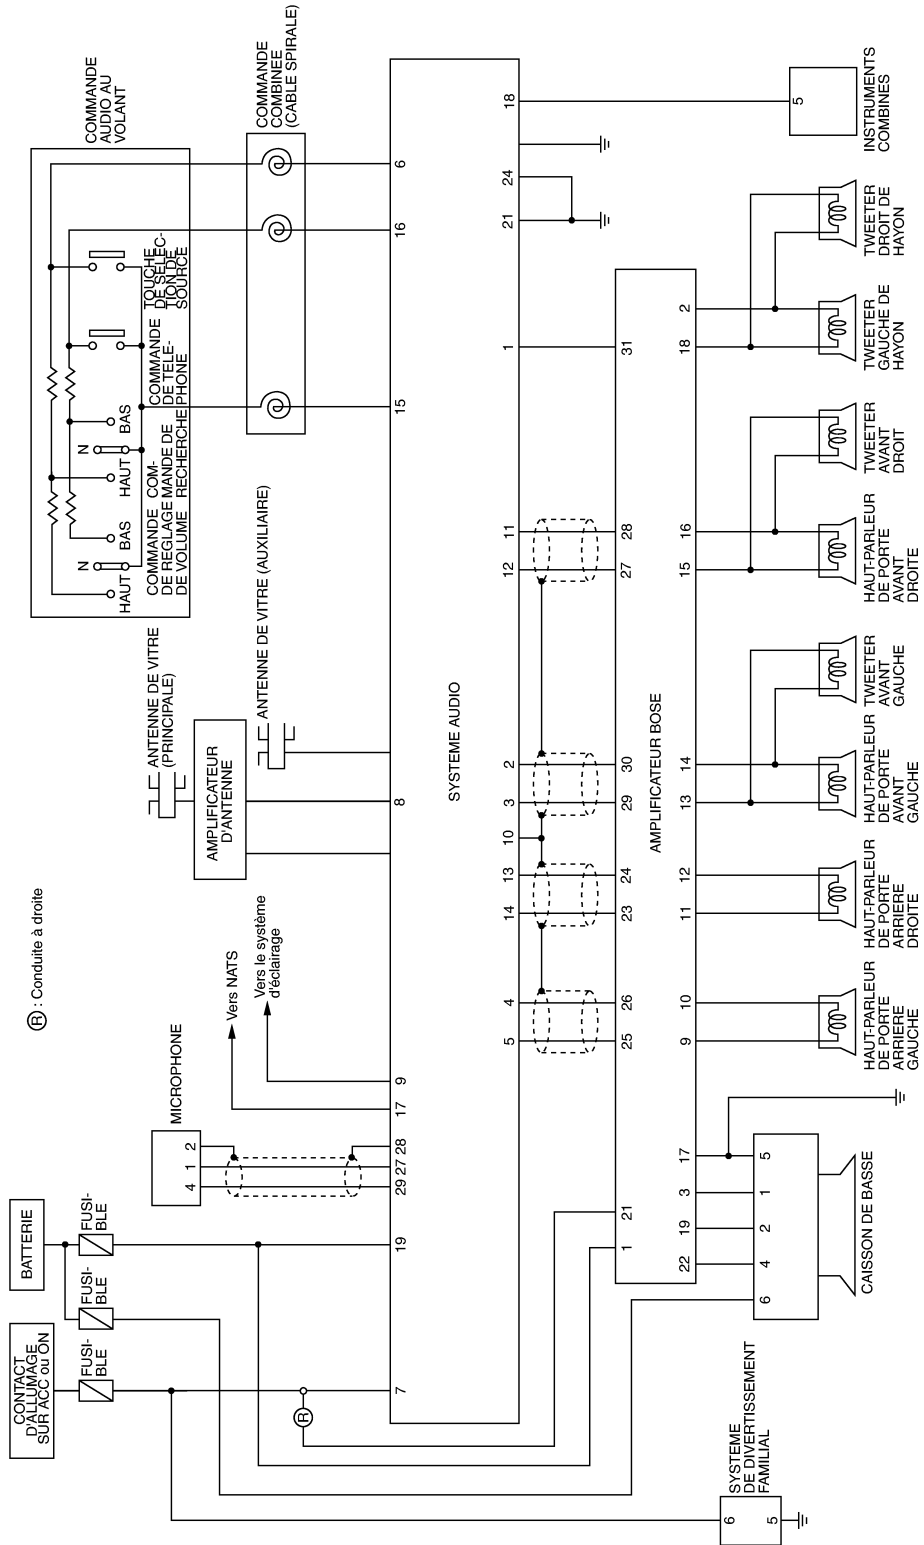 CONTACT
D'ALLUMAGE
SUR ACC ou ON
BATTERIE
FUSI-
BLE
FUSI-
BLE
FUSI-
BLE
MICROPHONE
4
1
2
Vers NATS
Vers le système
d'éclairage
R : Conduite à droite
AMPLIFICATEUR
D'ANTENNE
ANTENNE DE VITRE
(PRINCIPALE)
ANTENNE DE VITRE (AUXILIAIRE)
COMMANDE
AUDIO AU
VOLANT
HAUT
N
BAS
HAUT
N
BAS
COMMANDE
DE REGLAGE
DE VOLUME
COM-
MANDE DE
RECHERCHE
COMMANDE
DE TELE-
PHONE
TOUCHE
DE SELEC-
TION DE
SOURCE
COMMANDE
COMBINEE
(CABLE SPIRALE)
7
19
29
27
28
17
9
8
15
16
6
SYSTEME AUDIO
R
5
4
14
13
10
3
2
12
11
1
21
24
18
1
21
25
26
23
24
29
30
27
28
31
AMPLIFICATEUR BOSE
22
19
3
17
9
10
11
12
13
14
15
16
18
2
6
4
2
1
5
CAISSON DE BASSE
SYSTEME
DE DIVERTISSEMENT
FAMILIAL
6
5
HAUT-PARLEUR
DE PORTE
ARRIERE
GAUCHE
HAUT-PARLEUR
DE PORTE
ARRIERE
DROITE
HAUT-PARLEUR
DE PORTE
AVANT
GAUCHE
TWEETER
AVANT
GAUCHE
HAUT-PARLEUR
DE PORTE
AVANT
DROITE
TWEETER
AVANT
DROIT
TWEETER
GAUCHE DE
HAYON
TWEETER
DROIT DE
HAYON
5
INSTRUMENTS
COMBINES